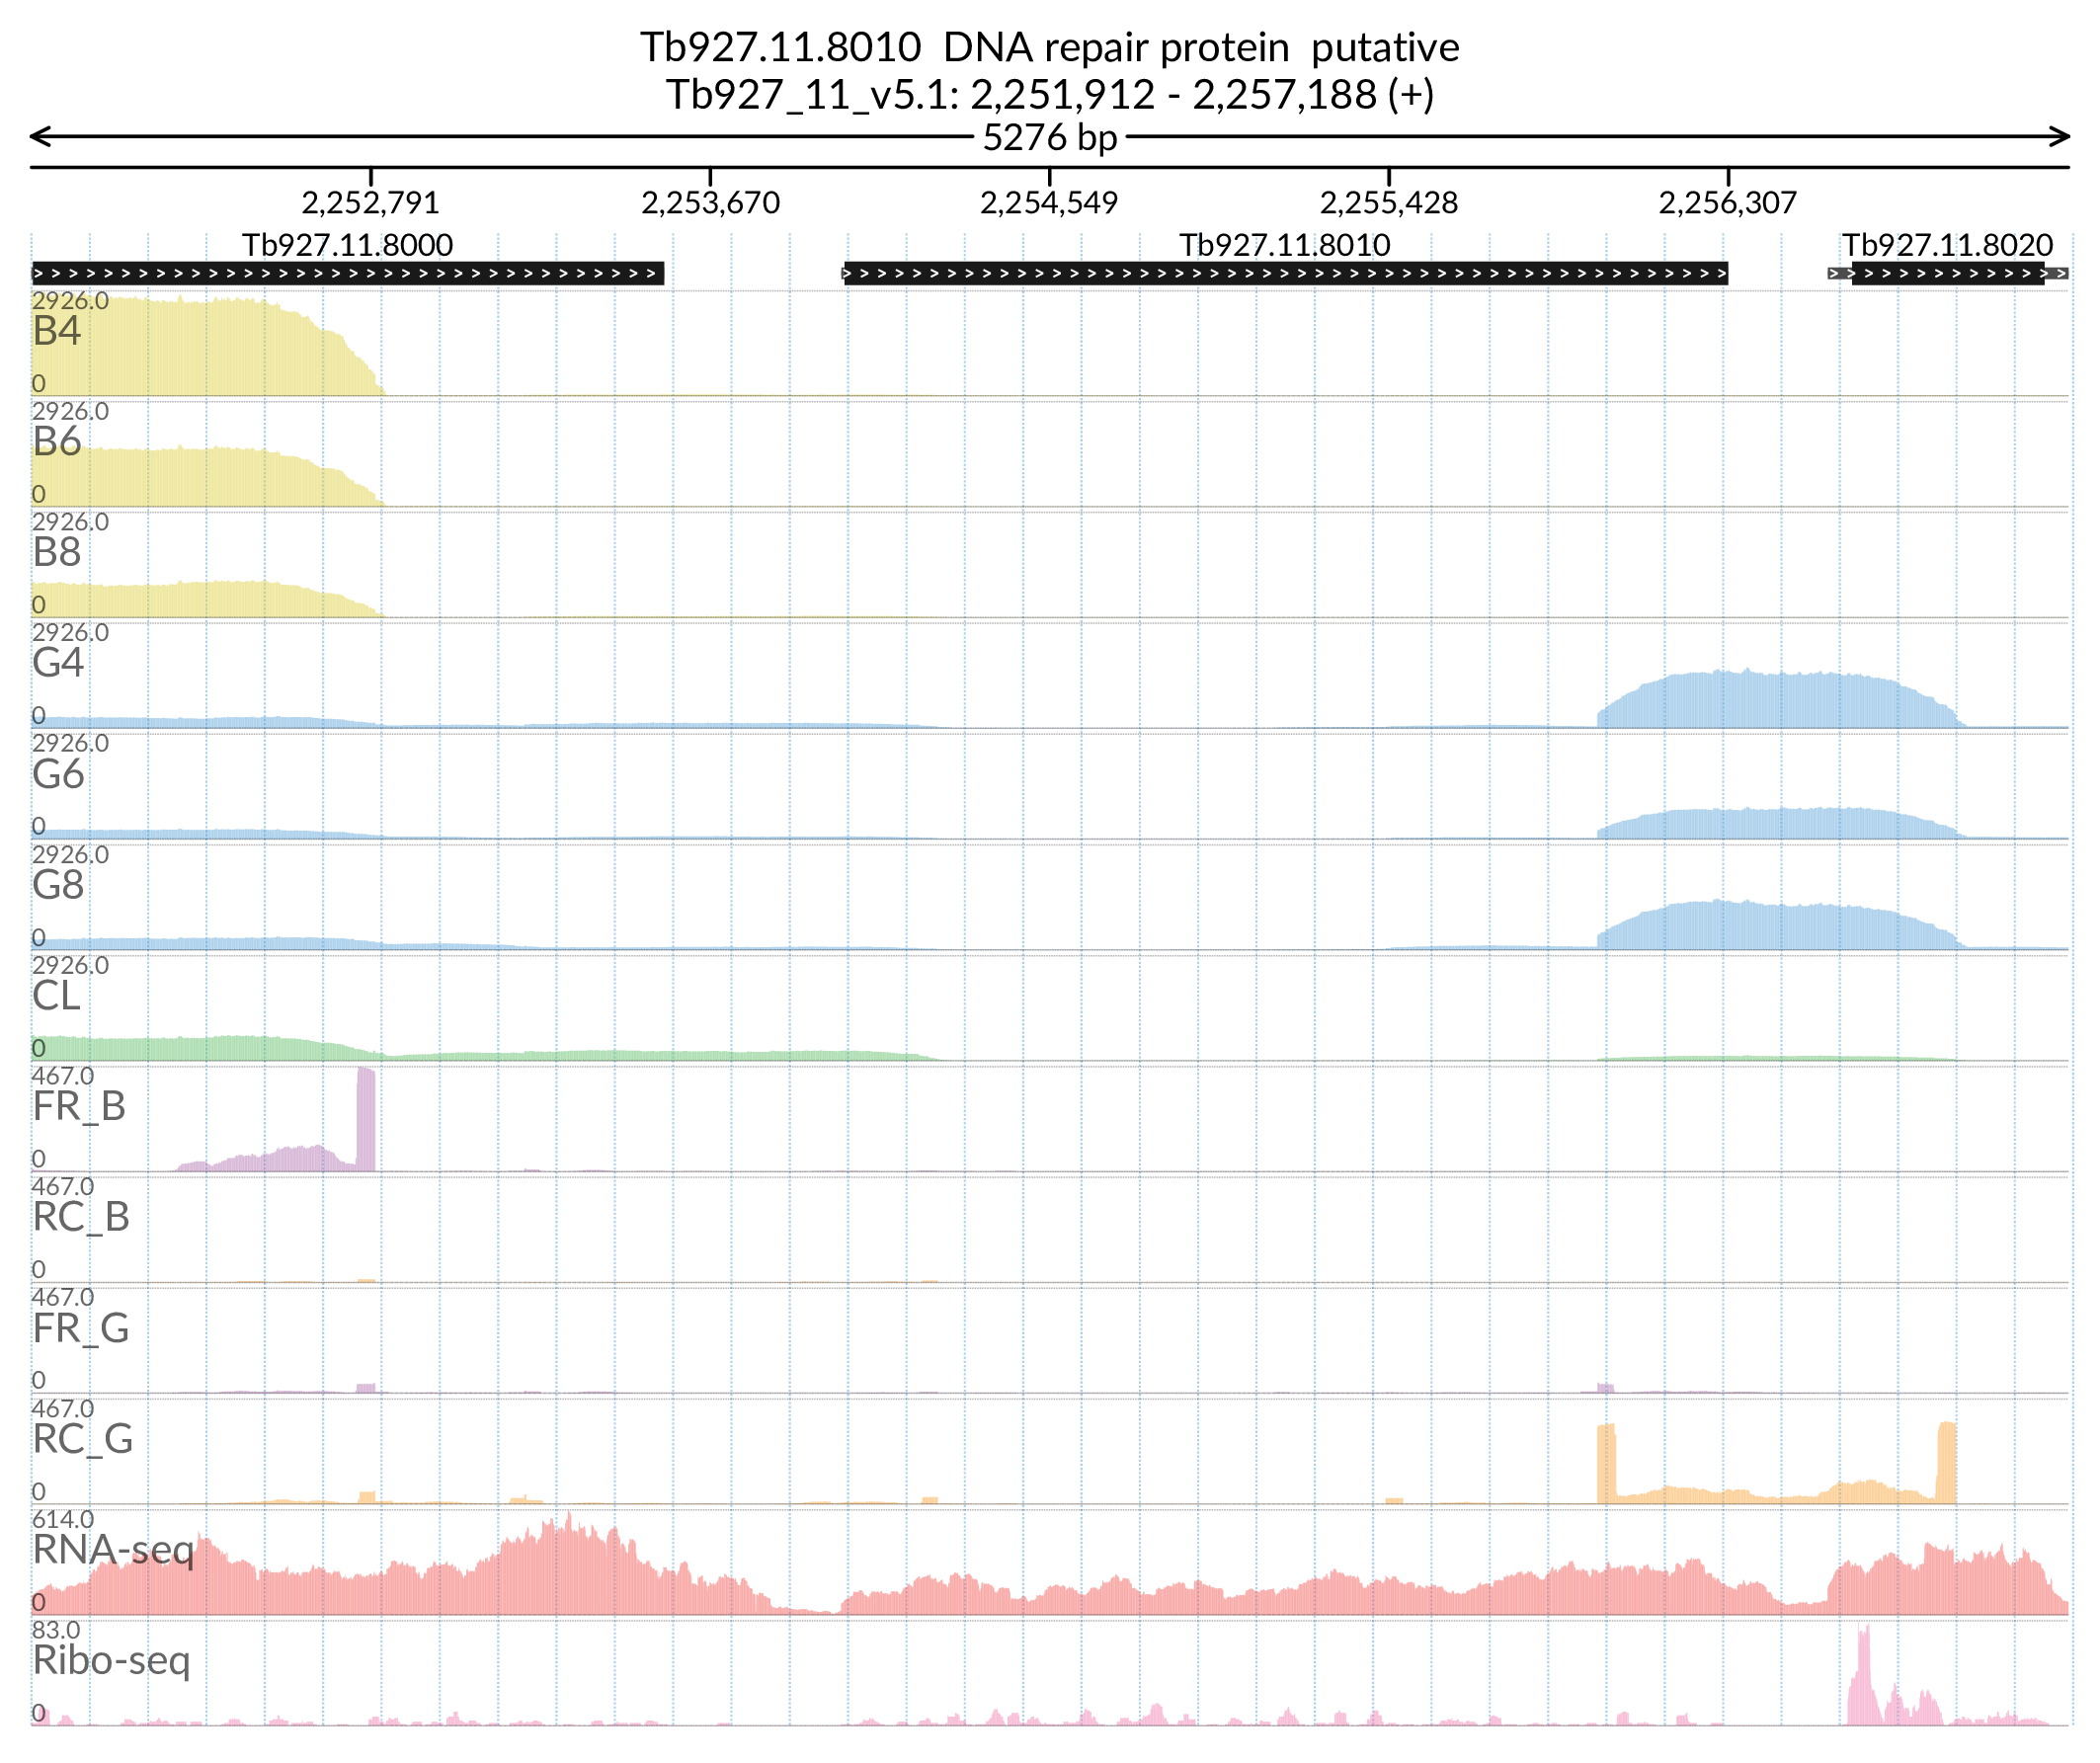 Tb927.11.8010  DNA repair protein  putative
Tb927_11_v5.1: 2,251,912 - 2,257,188 (+)
5276 bp
2,252,791 2,253,670 2,254,549 2,255,428 2,256,307
Tb927.11.8000 Tb927.11.8010 Tb927.11.8020
2926.0
B4
0
2926.0
B6
0
2926.0
B8
0
2926.0
G4
0
2926.0
G6
0
2926.0
G8
0
2926.0
CL
0
467.0
FR_B
0
467.0
RC_B
0
467.0
FR_G
0
467.0
RC_G
0
614.0
RNA-seq
0
83.0
Ribo-seq
0